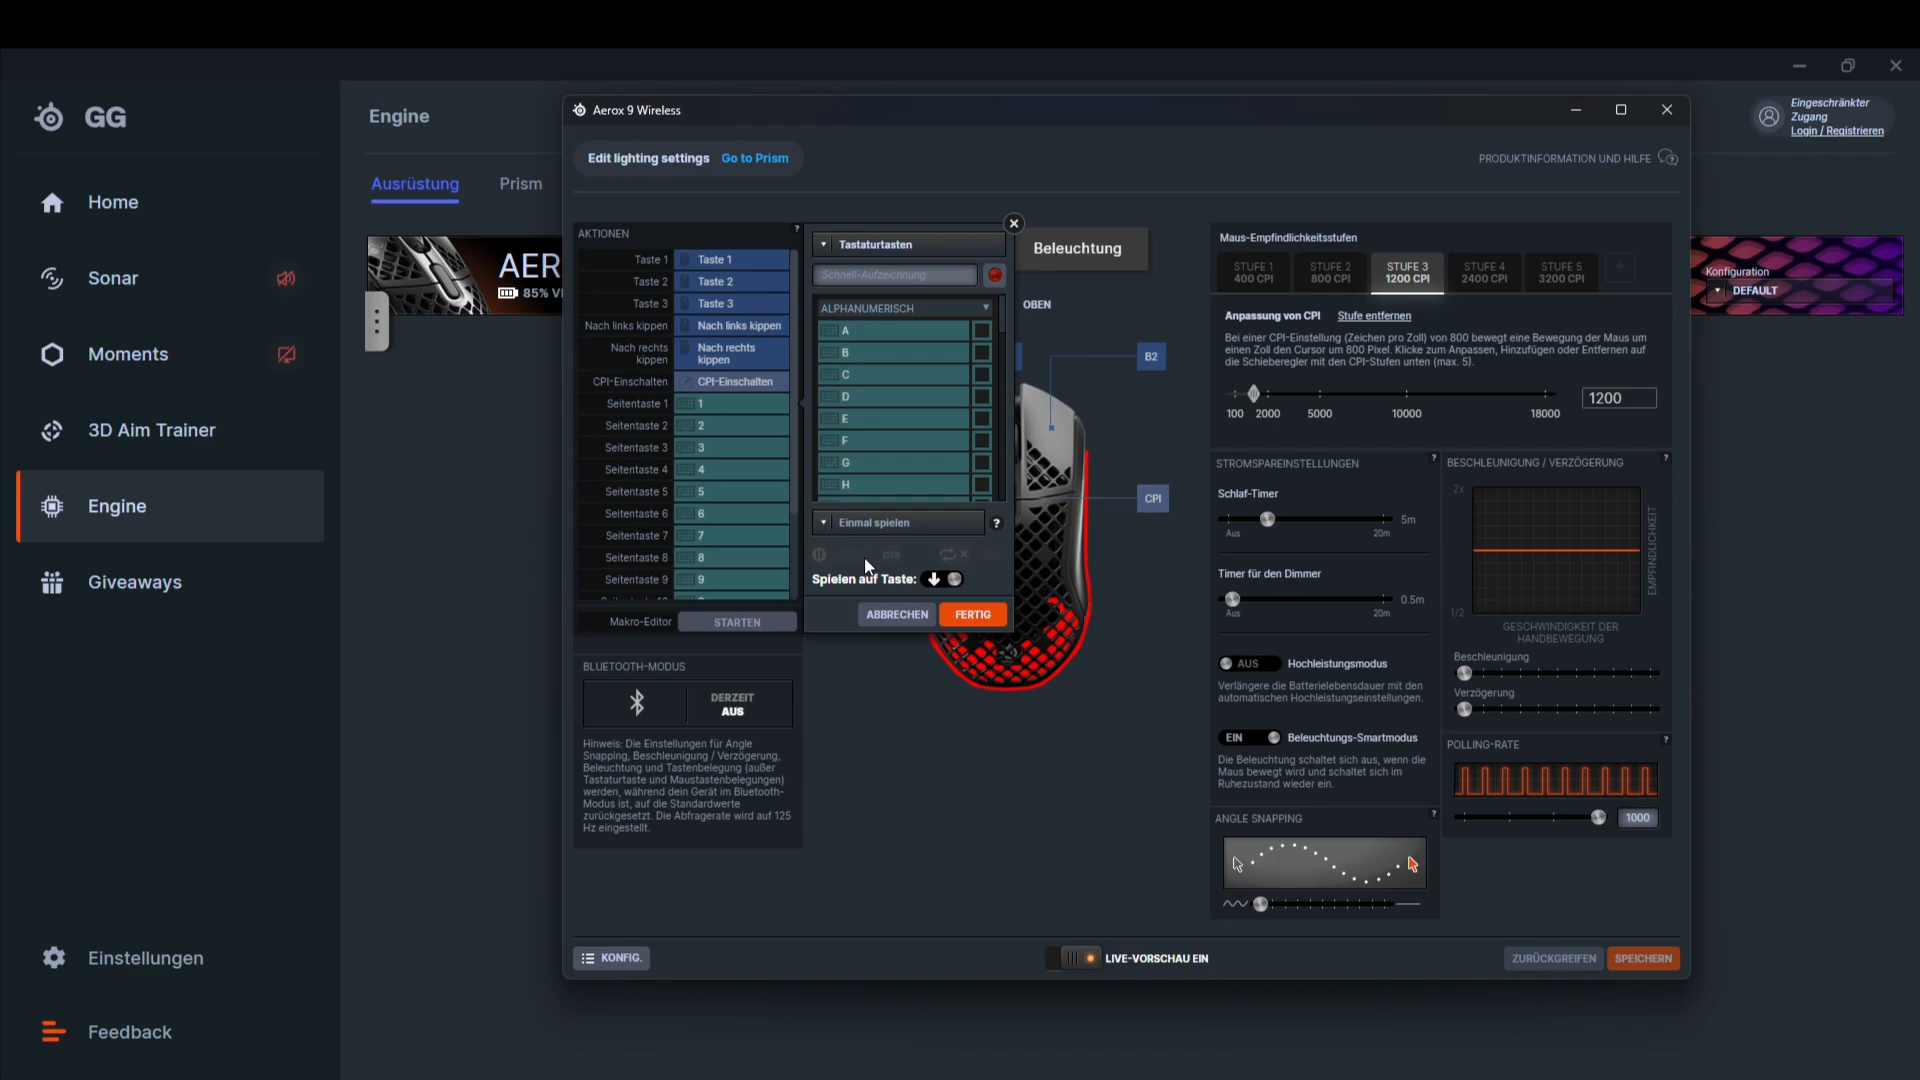 GG
Home
Sonar
Moments
3D Aim Trainer
Engine
Giveaways
Einstellungen
Feedback
Engine
Ausrüstung
Prism
AER
85%
Eingeschränkter
Zugang
Login / Registrieren
Konfiguration
DEFAULT
Aerox 9 Wireless
Edit lighting settings Go to Prism
PRODUKTINFORMATION UND HILFE
AKTIONEN
?
Taste 1 Taste 1
Taste 2 Taste 2
Taste 3 Taste 3
Nach links kippen Nach links kippen
Nach rechts
kippen
Nach rechts
kippen
CPI-Einschalten CPI-Einschalten
Seitentaste 1 1
Seitentaste 2 2
Seitentaste 3 3
Seitentaste 4 4
Seitentaste 5 5
Seitentaste 6 6
Seitentaste 7 7
Seitentaste 8 8
Seitentaste 9 9
Makro-Editor STARTEN
BLUETOOTH-MODUS
DERZEIT
AUS
Hinweis: Die Einstellungen für Angle
Snapping, Beschleunigung / Verzögerung,
Beleuchtung und Tastenbelegung (außer
Tastaturtaste und Maustastenbelegungen)
werden, während dein Gerät im Bluetooth-
Modus ist, auf die Standardwerte
zurückgesetzt. Die Abfragerate wird auf 125
Hz eingestellt.
Tastaturtasten
Schnell-Aufzeichnung
ALPHANUMERISCH
A
B
C
D
E
F
G
H
Einmal spielen
?
ms
Spielen auf Taste:
ABBRECHEN
FERTIG
Beleuchtung
OBEN
B2
CPI
Maus-Empfindlichkeitsstufen
STUFE 1
400 CPI
STUFE 2
800 CPI
STUFE 3
1200 CPI
STUFE 4
2400 CPI
STUFE 5
3200 CPI
+
Anpassung von CPI Stufe entfernen
Bei einer CPI-Einstellung (Zeichen pro Zoll) von 800 bewegt eine Bewegung der Maus um
einen Zoll den Cursor um 800 Pixel. Klicke zum Anpassen, Hinzufügen oder Entfernen auf
die Schieberegler mit den CPI-Stufen unten (max. 5).
1200
100 2000 5000 10000 18000
STROMSPAREINSTELLUNGEN
?
Schlaf-Timer
5m
Aus 20m
Timer für den Dimmer
0.5m
Aus 20m
AUS Hochleistungsmodus
Verlängere die Batterielebensdauer mit den
automatischen Hochleistungseinstellungen.
EIN Beleuchtungs-Smartmodus
Die Beleuchtung schaltet sich aus, wenn die
Maus bewegt wird und schaltet sich im
Ruhezustand wieder ein.
ANGLE SNAPPING
?
BESCHLEUNIGUNG / VERZÖGERUNG
?
2x
1/2
EMPFINDLICHKEIT
GESCHWINDIGKEIT DER
HANDBEWEGUNG
Beschleunigung
Verzögerung
POLLING-RATE
?
1000
KONFIG.
LIVE-VORSCHAU EIN
ZURÜCKGREIFEN
SPEICHERN